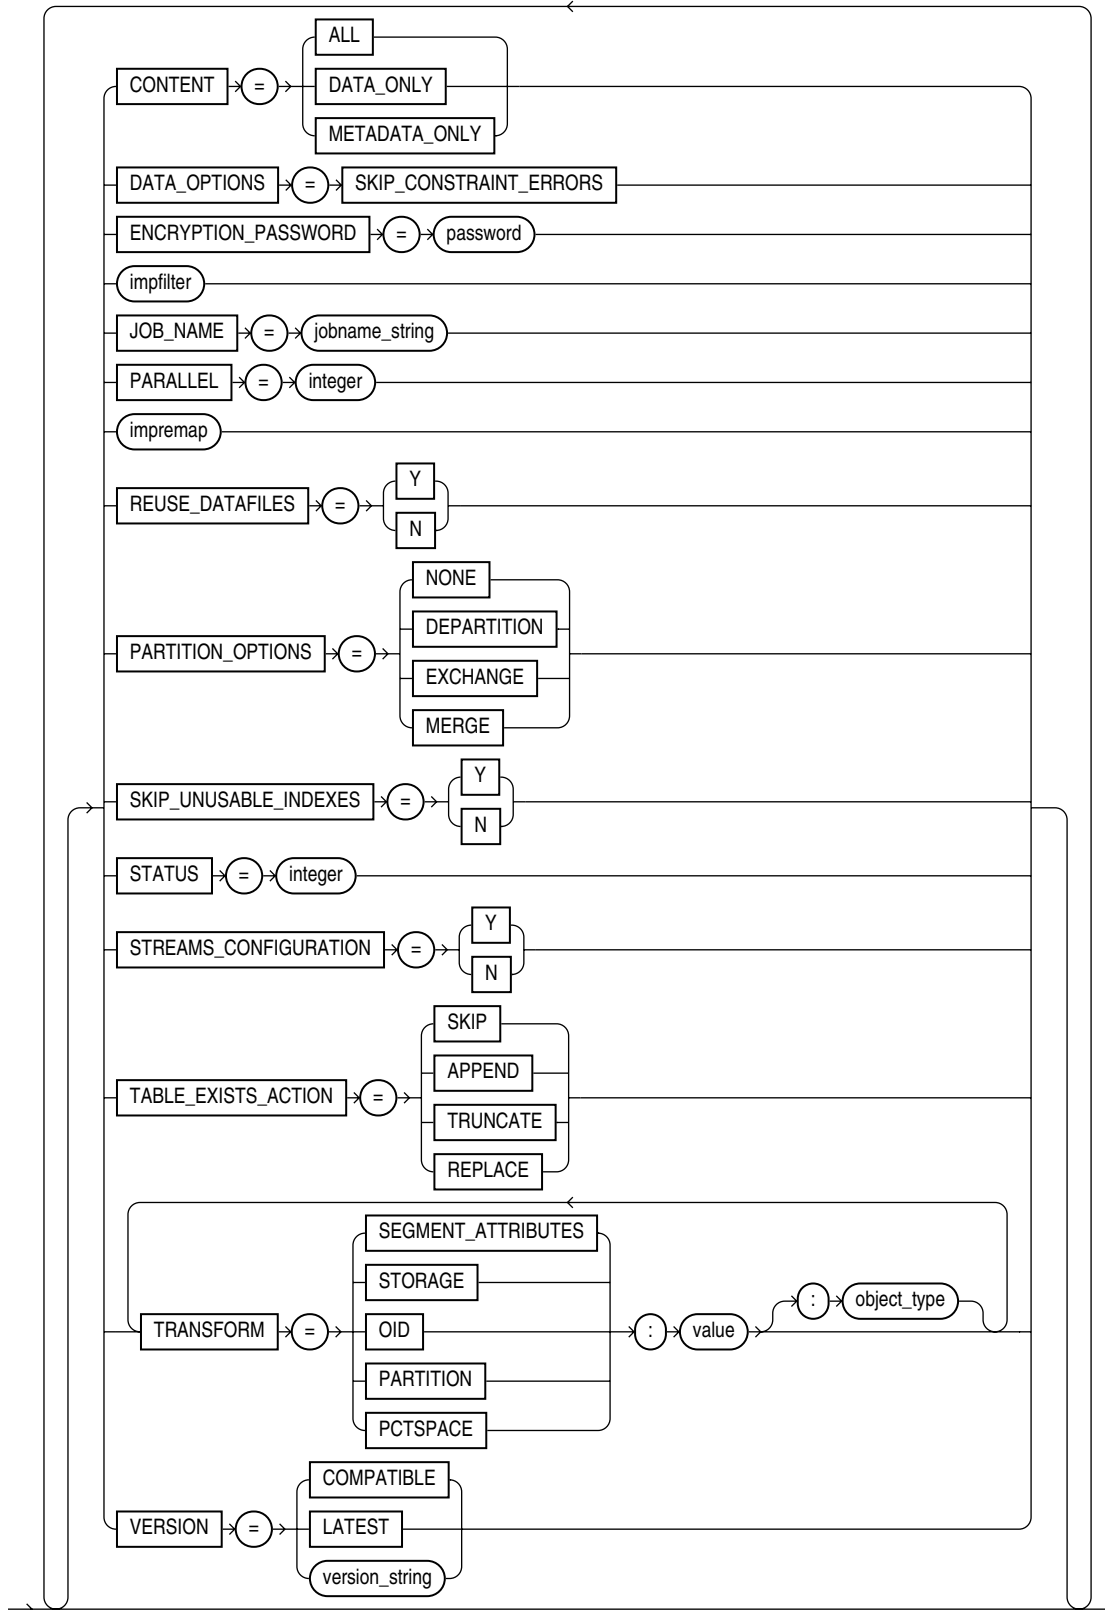 ALL
CONTENT = DATA_ONLY
METADATA_ONLY
DATA_OPTIONS = SKIP_CONSTRAINT_ERRORS
ENCRYPTION_PASSWORD = password
impfilter
JOB_NAME = jobname_string
PARALLEL = integer
impremap
Y
REUSE_DATAFILES =
N
NONE
DEPARTITION
PARTITION_OPTIONS =
EXCHANGE
MERGE
Y
SKIP_UNUSABLE_INDEXES =
N
STATUS = integer
Y
STREAMS_CONFIGURATION =
N
SKIP
APPEND
TABLE_EXISTS_ACTION =
TRUNCATE
REPLACE
SEGMENT_ATTRIBUTES
STORAGE
: object_type
TRANSFORM = OID : value
PARTITION
PCTSPACE
COMPATIBLE
VERSION = LATEST
version_string